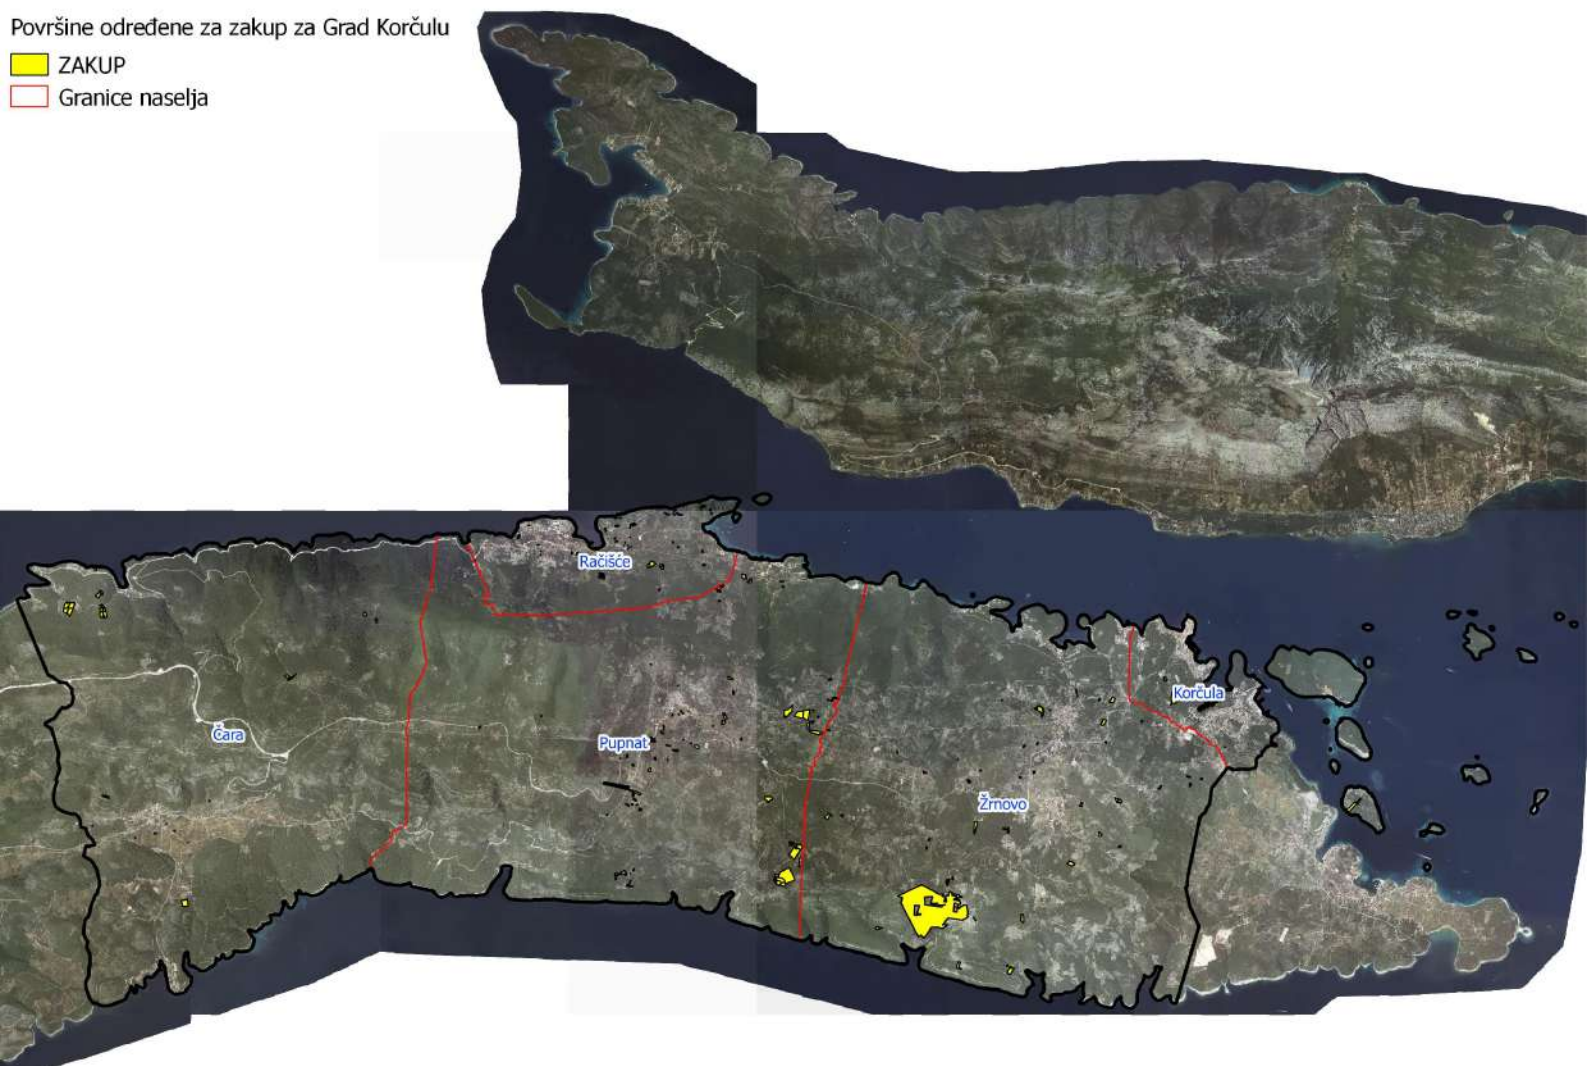 Površine određene za zakup za Grad Korčulu
ZAKUP
Granice naselja
Račišće
Korčula
Čara
Pupnat
Žrnovo